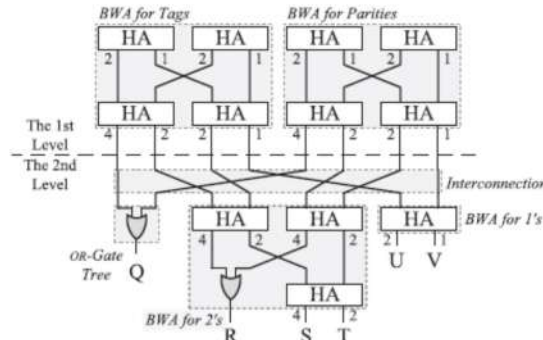 BWA for Tags BWA for Parities
HA HA HA HA
2 1 2 1 2 1 2 1
HA HA HA HA
4 2 2 1 4 2 2 1
The 1st
Level
The 2nd
Level
Interconnection
HA HA HA
BWA for 1's
4 2 4 2 2 1
OR-Gate
Tree
Q
U V
HA
BWA for 2's
4 2
R S T